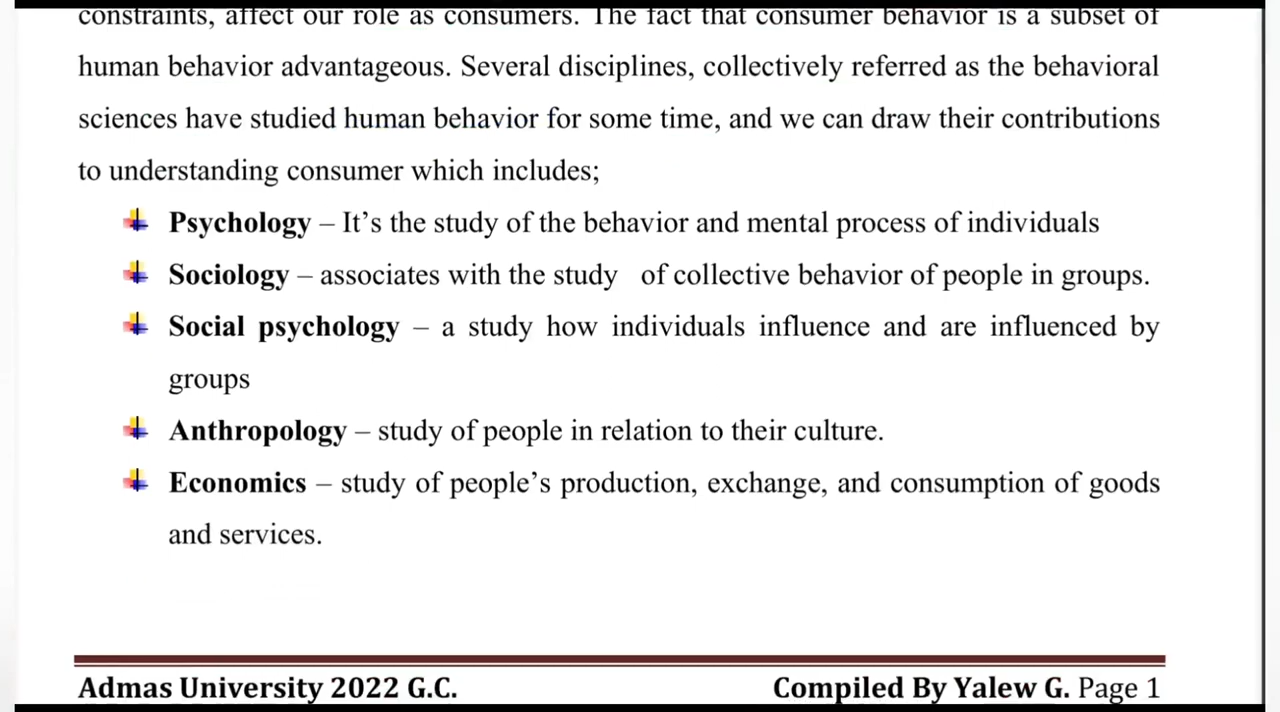 constraints, affect our role as consumers. The fact that consumer behavior is a subset of
human behavior advantageous. Several disciplines, collectively referred as the behavioral
sciences have studied human behavior for some time, and we can draw their contributions
to understanding consumer which includes;
Psychology – It’s the study of the behavior and mental process of individuals
Sociology – associates with the study of collective behavior of people in groups.
Social psychology – a study how individuals influence and are influenced by
groups
Anthropology – study of people in relation to their culture.
Economics – study of people’s production, exchange, and consumption of goods
and services.
Admas University 2022 G.C. Compiled By Yalew G. Page 1